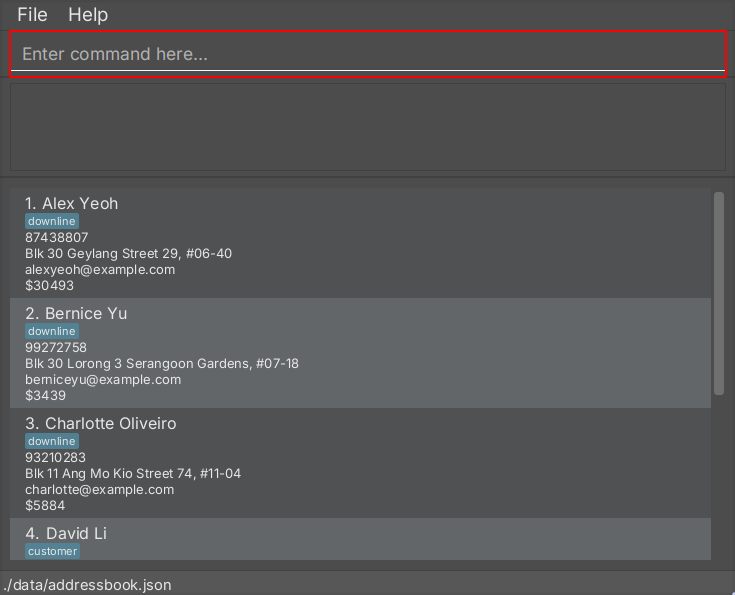 File Help
Enter command here...
1. Alex Yeoh
downline
87438807
Blk 30 Geylang Street 29, #06-40
alexyeoh@example.com
$30493
2. Bernice Yu
downline
99272758
Blk 30 Lorong 3 Serangoon Gardens, #07-18
berniceyu@example.com
$3439
3. Charlotte Oliveiro
downline
93210283
Blk 11 Ang Mo Kio Street 74, #11-04
charlotte@example.com
$5884
4. David Li
customer
./data/addressbook.json